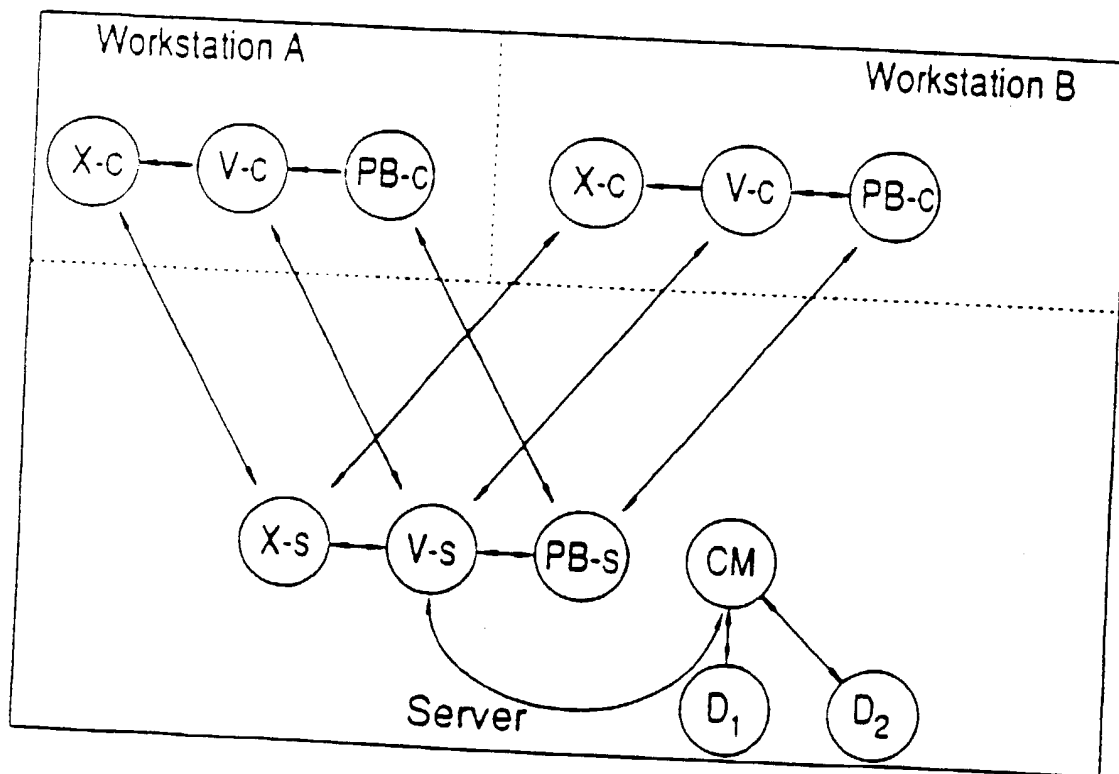 Workstation A
Workstation B
X-c
V-c
PB-c
X-c
V-c
PB-c
X-s
V-s
PB-s
CM
D₁
D₂
Server